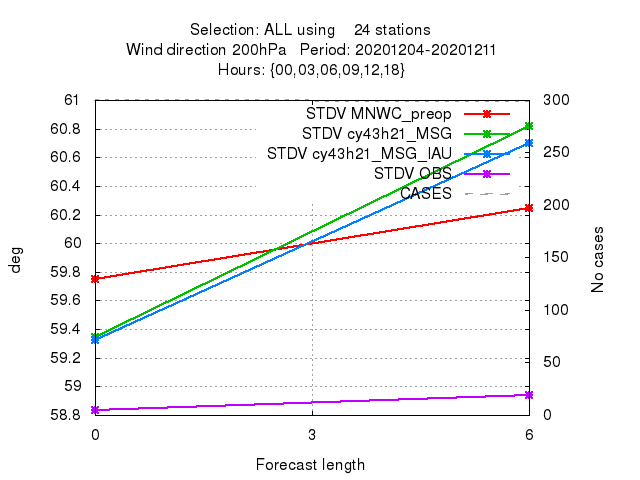 Selection: ALL using    24 stations
Wind direction 200hPa   Period: 20201204-20201211
Hours: {00,03,06,09,12,18}
61
60.8
60.6
60.4
60.2
60
59.8
59.6
59.4
59.2
59
58.8
deg
STDV MNWC_preop
STDV cy43h21_MSG
STDV cy43h21_MSG_IAU
STDV OBS
CASES
300
250
200
150
100
50
0
No cases
0 3 6
Forecast length